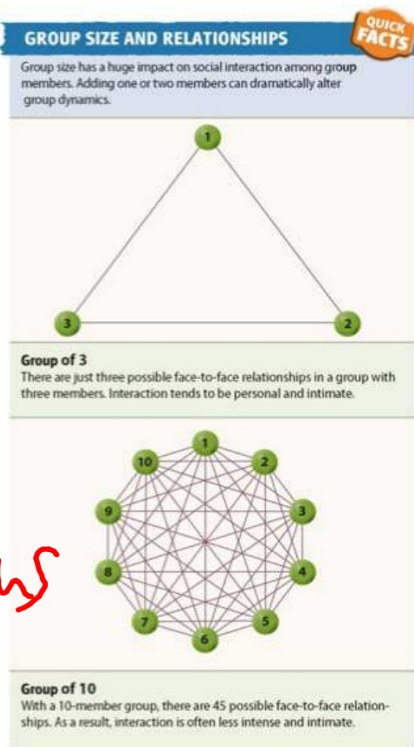 QUICK
FACTS
GROUP SIZE AND RELATIONSHIPS
Group size has a huge impact on social interaction among group
members. Adding one or two members can dramatically alter
group dynamics.
1
3
2
Group of 3
There are just three possible face-to-face relationships in a group with
three members. Interaction tends to be personal and intimate.
1
10
2
9
3
8
4
7
5
6
Group of 10
With a 10-member group, there are 45 possible face-to-face relation-
ships. As a result, interaction is often less intense and intimate.